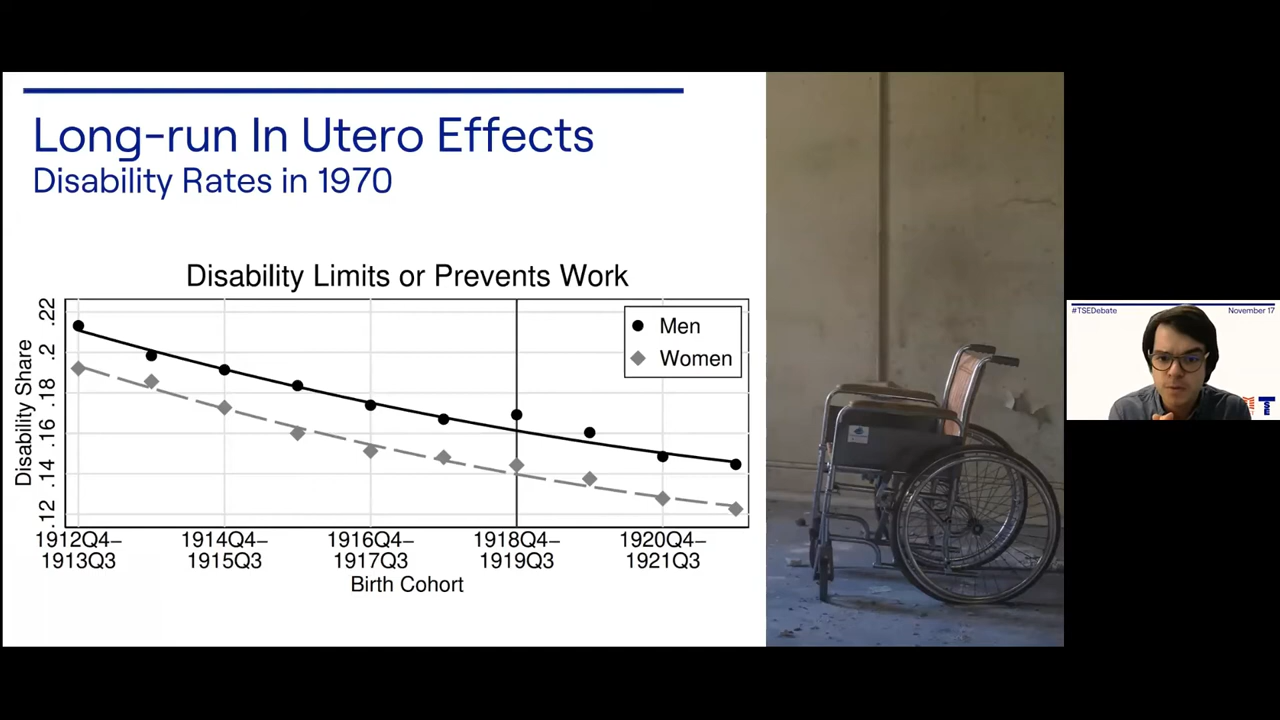 Long-run In Utero Effects
Disability Rates in 1970
Disability Limits or Prevents Work
Disability Share
.22
.2
.18
.16
.14
.12
Men
Women
1912Q4–
1913Q3
1914Q4–
1915Q3
1916Q4–
1917Q3
1918Q4–
1919Q3
1920Q4–
1921Q3
Birth Cohort
#TSEDebate
November 17
TSE